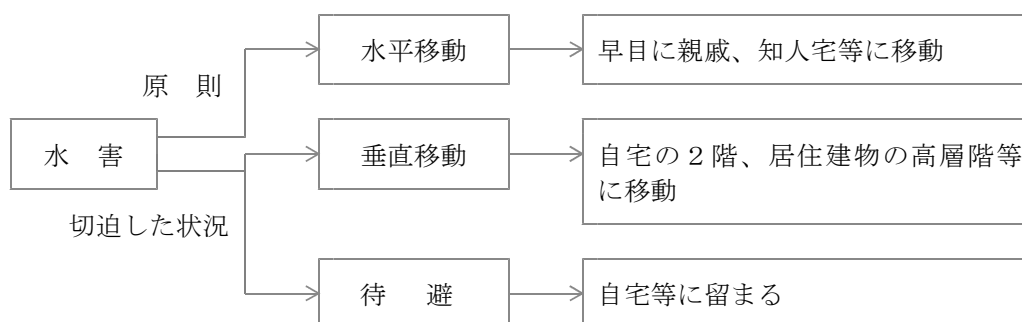 水平移動
早目に親戚、知人宅等に移動
原　則
水　害
垂直移動
自宅の２階、居住建物の高層階等
に移動
切迫した状況
待　避
自宅等に留まる